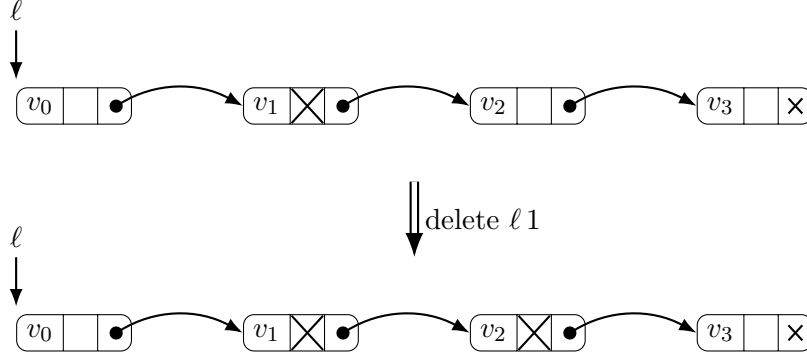 ℓ
v₀ v₁ v₂ v₃
delete ℓ 1
ℓ
v₀ v₁ v₂ v₃